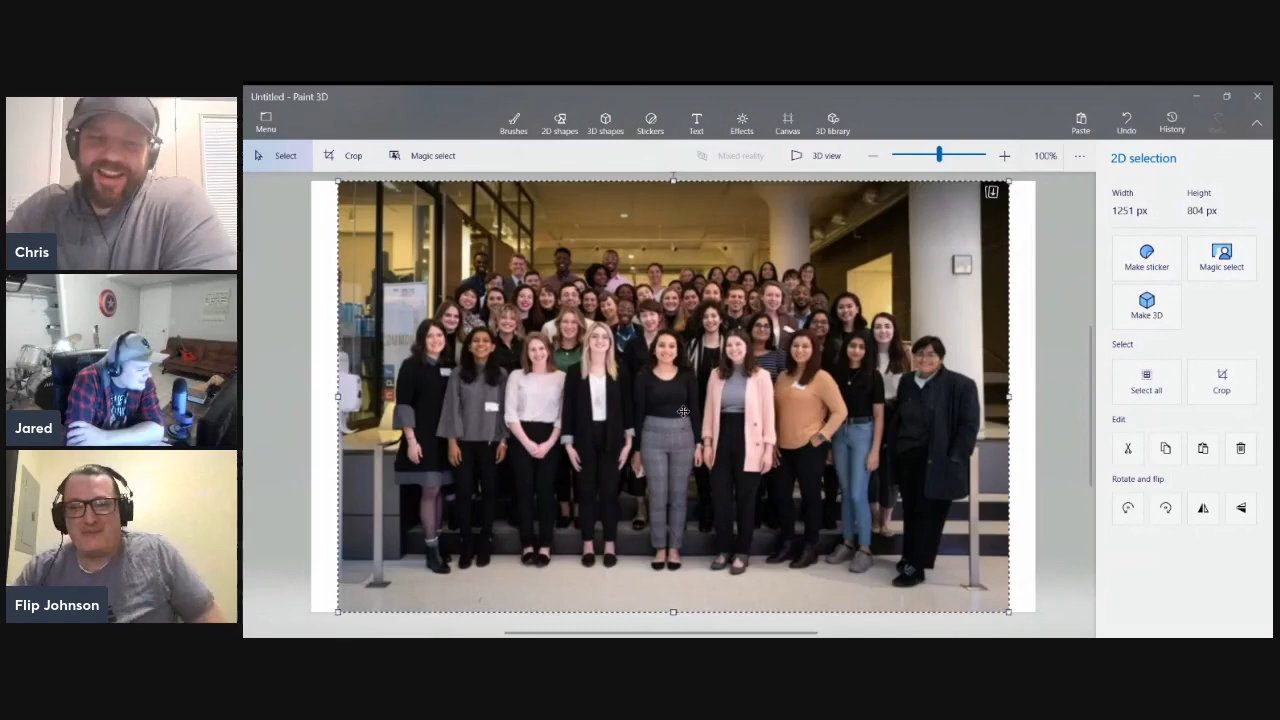 Chris
Jared
Flip Johnson
Untitled - Paint 3D
Menu
Brushes
2D shapes
3D shapes
Stickers
Text
Effects
Canvas
3D library
Paste
Undo
History
Select
Crop
Magic select
Mixed reality
3D view
100%
2D selection
Width
Height
1251 px
804 px
Make sticker
Magic select
Make 3D
Select
Select all
Crop
Edit
Rotate and flip